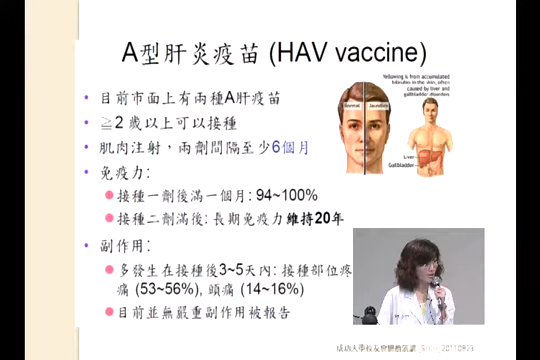 A型肝炎疫苗 (HAV vaccine)
Yellowing is from accumulated
bilirubin in the skin, often
caused by liver and
gallbladder disorders
Normal
Jaundice
Liver
Gallbladder
• 目前市面上有兩種A肝疫苗
• ≧2 歲以上可以接種
• 肌肉注射，兩劑間隔至少6個月
• 免疫力:
接種一劑後滿一個月: 94~100%
接種二劑滿後: 長期免疫力維持20年
• 副作用:
多發生在接種後3~5天內: 接種部位疼
痛 (53~56%), 頭痛 (14~16%)
目前並無嚴重副作用被報告
成功大學校友會醫務義講
20110823